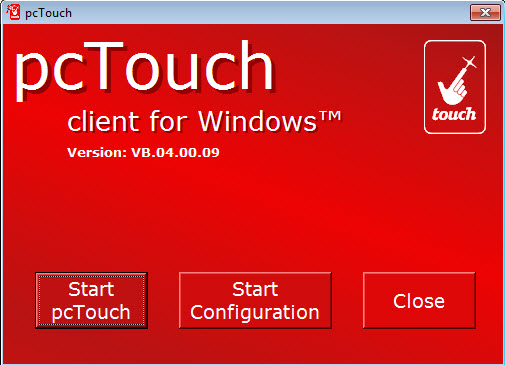 pcTouch
pcTouch
client for Windows™
Version: VB.04.00.09
touch
Start
pcTouch
Start
Configuration
Close